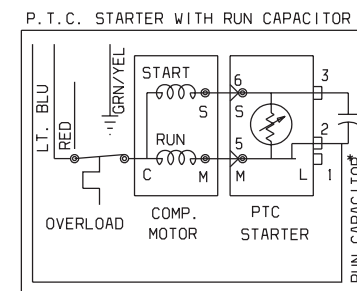 P.T.C. STARTER WITH RUN CAPACITOR
LT. BLU
RED
GRN/YEL
START
S
RUN
C
M
6
S
5
M
L
3
2
1
OVERLOAD
COMP.
MOTOR
PTC
STARTER
RUN CAPACITOR*